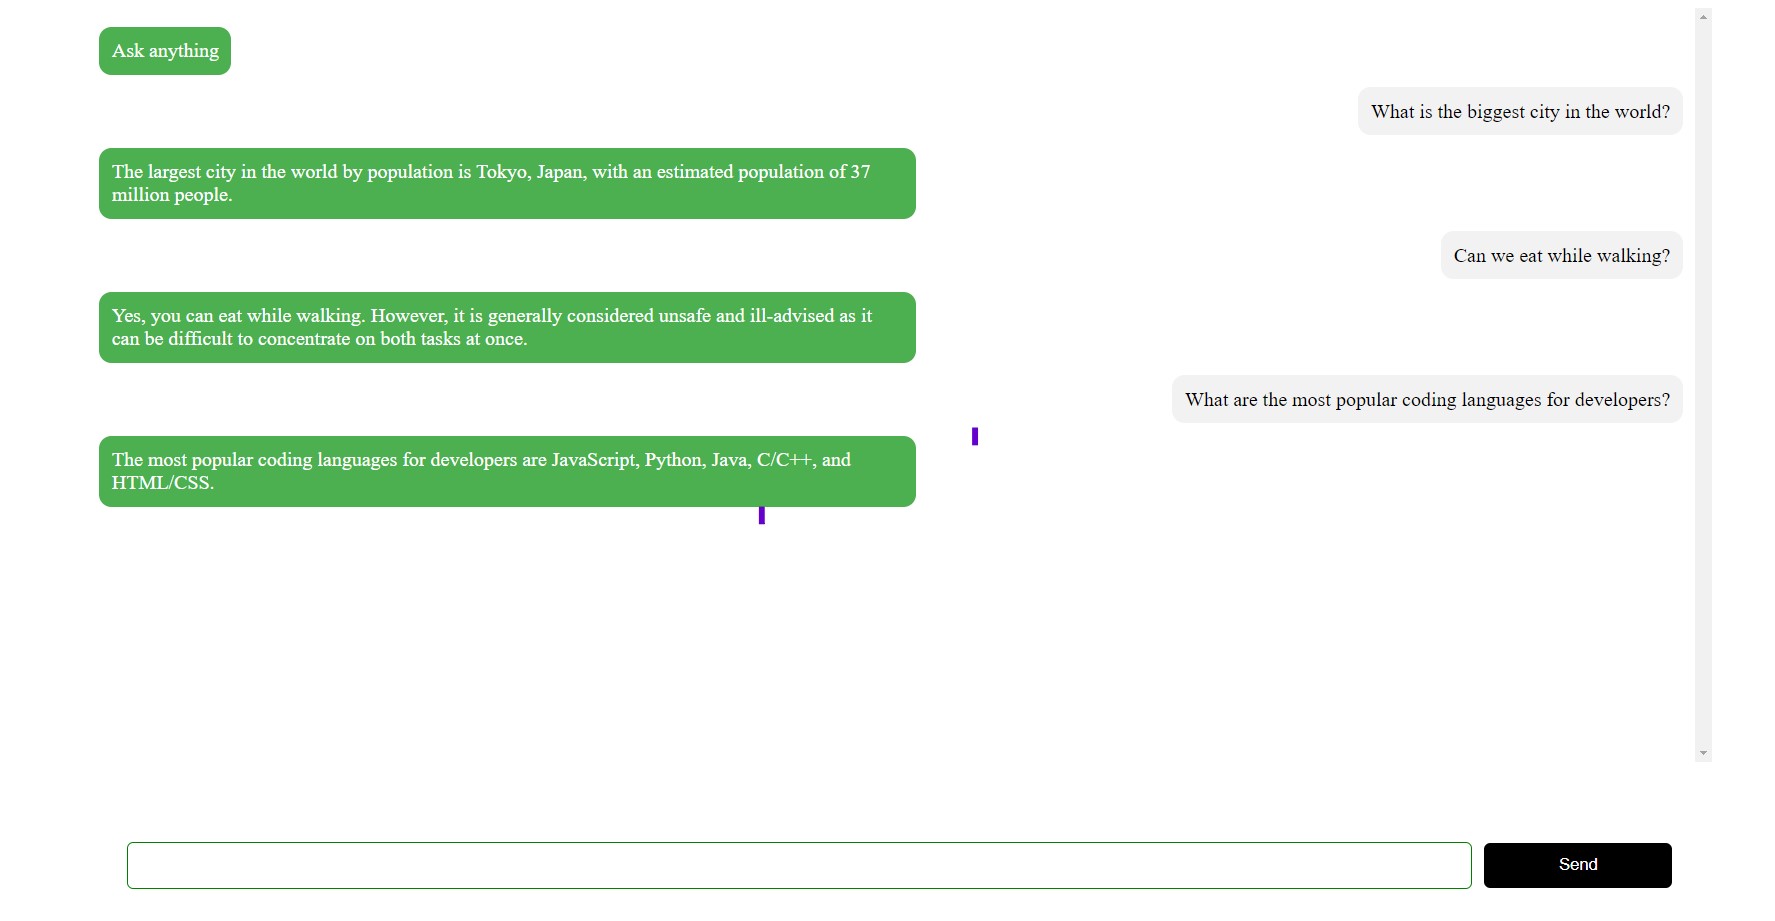 Ask anything
What is the biggest city in the world?
The largest city in the world by population is Tokyo, Japan, with an estimated population of 37
million people.
Can we eat while walking?
Yes, you can eat while walking. However, it is generally considered unsafe and ill-advised as it
can be difficult to concentrate on both tasks at once.
What are the most popular coding languages for developers?
The most popular coding languages for developers are JavaScript, Python, Java, C/C++, and
HTML/CSS.
Send